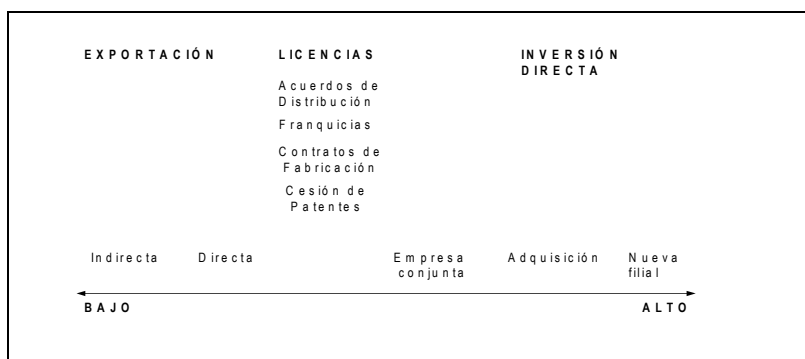 EXPORTACIÓN
LICENCIAS
INVERSIÓN
DIRECTA
Acuerdos de
Distribución
Franquicias
Contratos de
Fabricación
Cesión de
Patentes
Indirecta
Directa
Empresa
conjunta
Adquisición
Nueva
filial
BAJO
ALTO